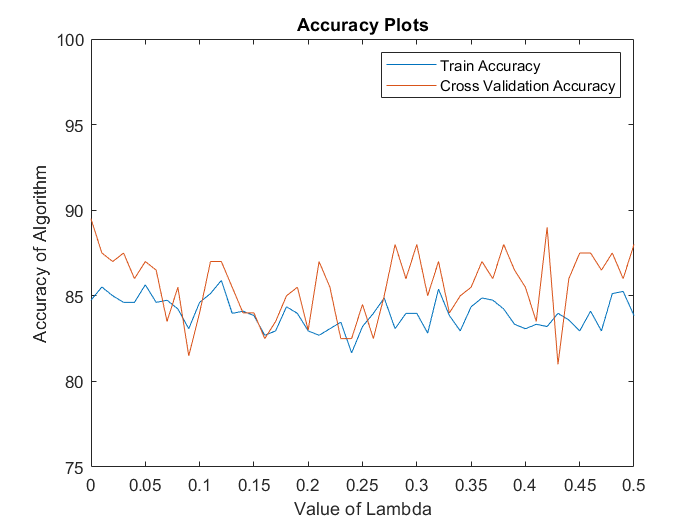 Accuracy Plots
100
95
90
85
80
75
Accuracy of Algorithm
Train Accuracy
Cross Validation Accuracy
0 0.05 0.1 0.15 0.2 0.25 0.3 0.35 0.4 0.45 0.5
Value of Lambda